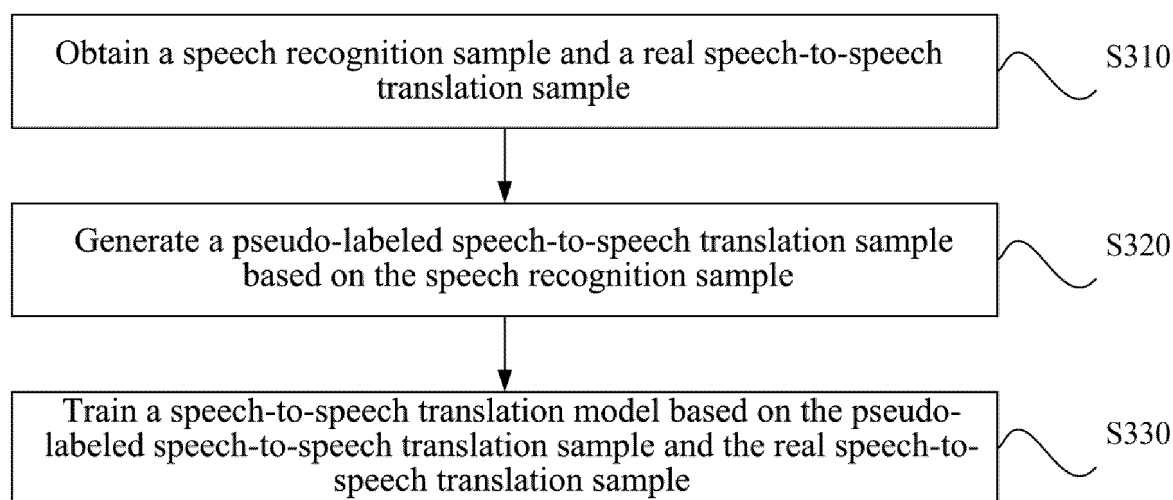 Obtain a speech recognition sample and a real speech-to-speech
translation sample
S310
Generate a pseudo-labeled speech-to-speech translation sample
based on the speech recognition sample
S320
Train a speech-to-speech translation model based on the pseudo-
labeled speech-to-speech translation sample and the real speech-to-
speech translation sample
S330